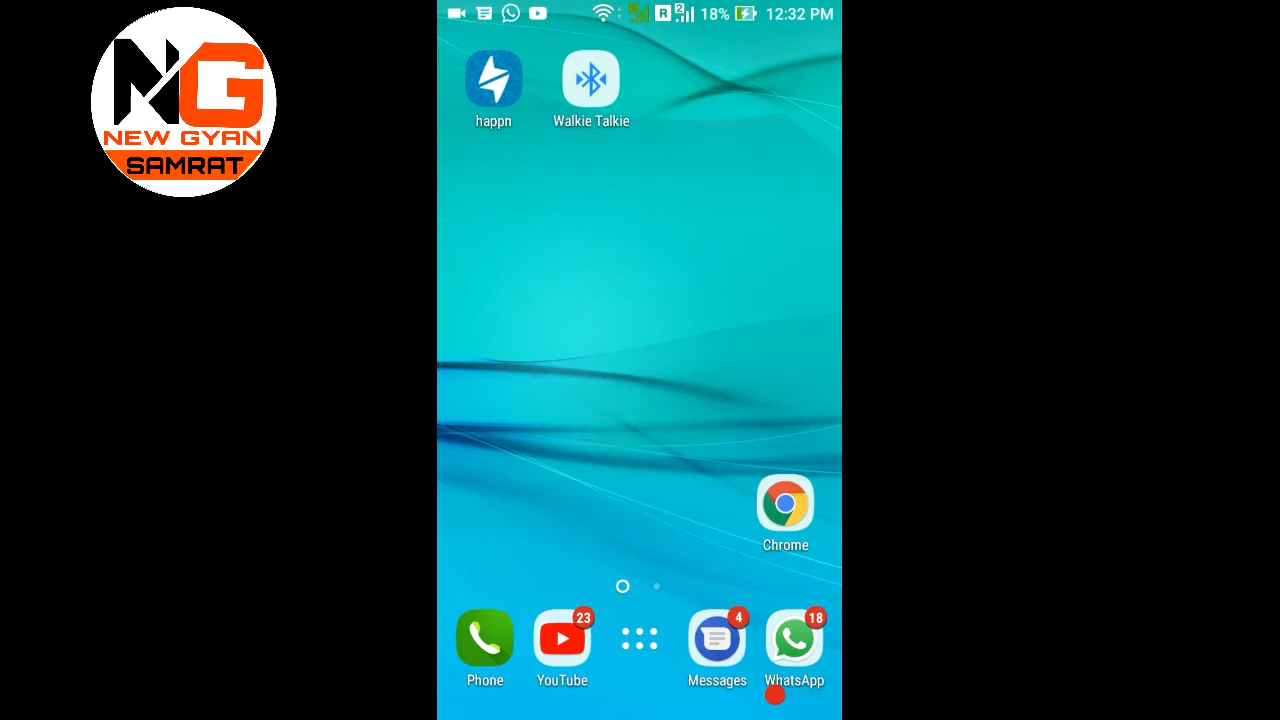 NG
NEW GYAN
SAMRAT
R 2 18% 12:32 PM
happn
Walkie Talkie
Chrome
23
4
18
Phone
YouTube
Messages
WhatsApp